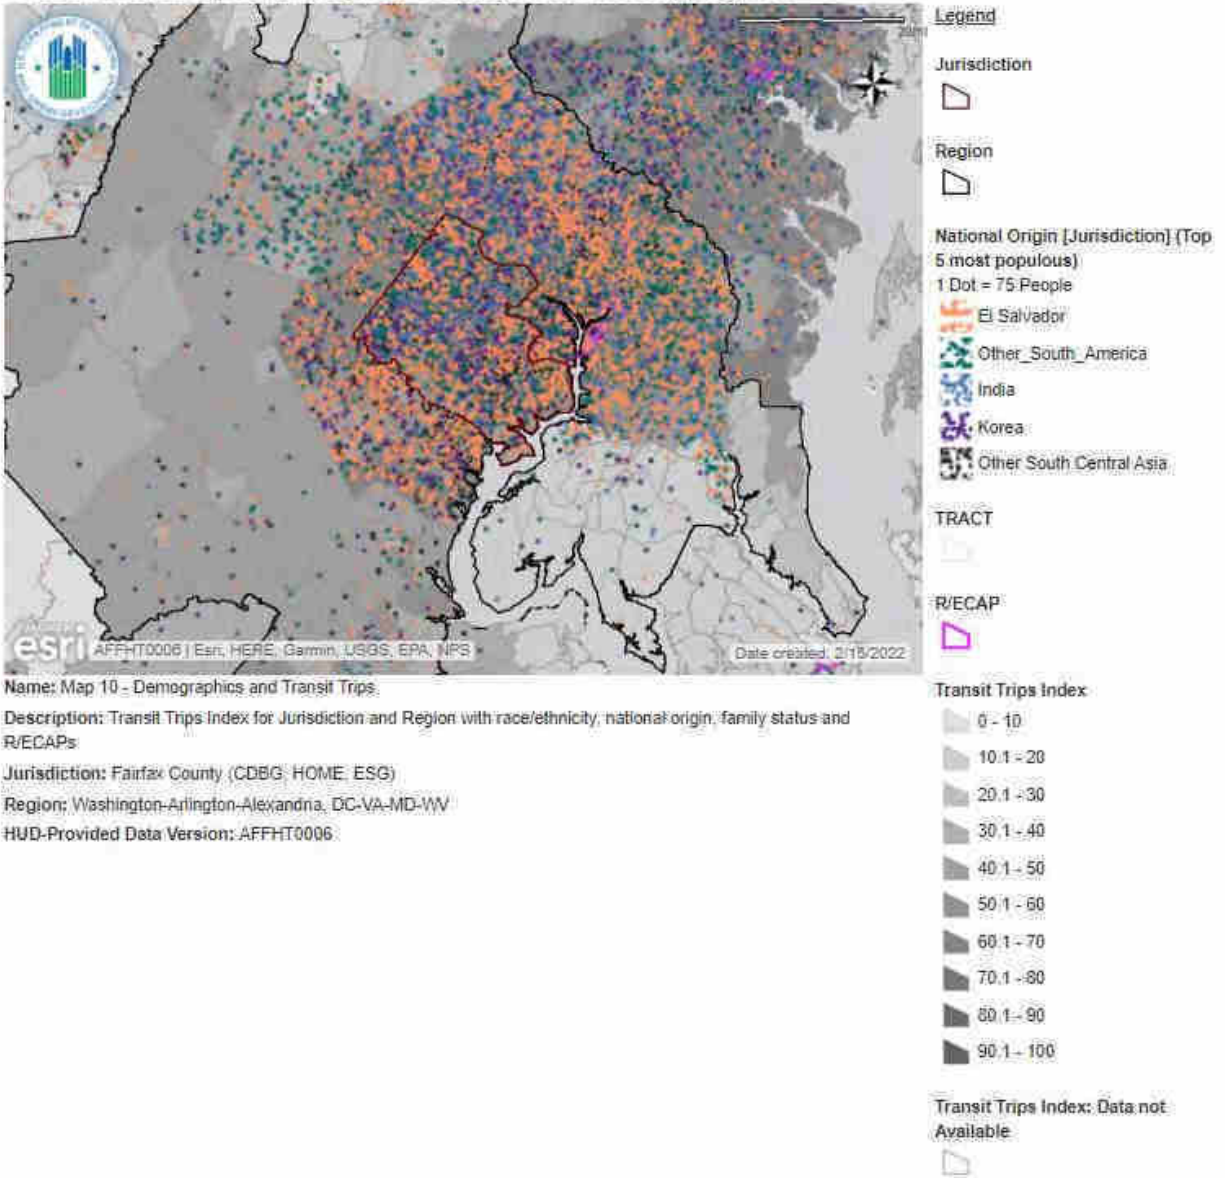 Legend
Jurisdiction
Region
National Origin [Jurisdiction] (Top
5 most populous)
1 Dot = 75 People
El Salvador
Other_South_America
India
Korea
Other South Central Asia
TRACT
R/ECAP
esri
AFFHT0006 | Esri, HERE, Garmin, USGS, EPA, NPS
Date created: 2/15/2022
Name: Map 10 - Demographics and Transit Trips
Description: Transit Trips Index for Jurisdiction and Region with race/ethnicity, national origin, family status and
R/ECAPs
Jurisdiction: Fairfax County (CDBG, HOME, ESG)
Region: Washington-Arlington-Alexandria, DC-VA-MD-WV
HUD-Provided Data Version: AFFHT0006
Transit Trips Index
0 - 10
10.1 - 20
20.1 - 30
30.1 - 40
40.1 - 50
50.1 - 60
60.1 - 70
70.1 - 80
80.1 - 90
90.1 - 100
Transit Trips Index: Data not
Available